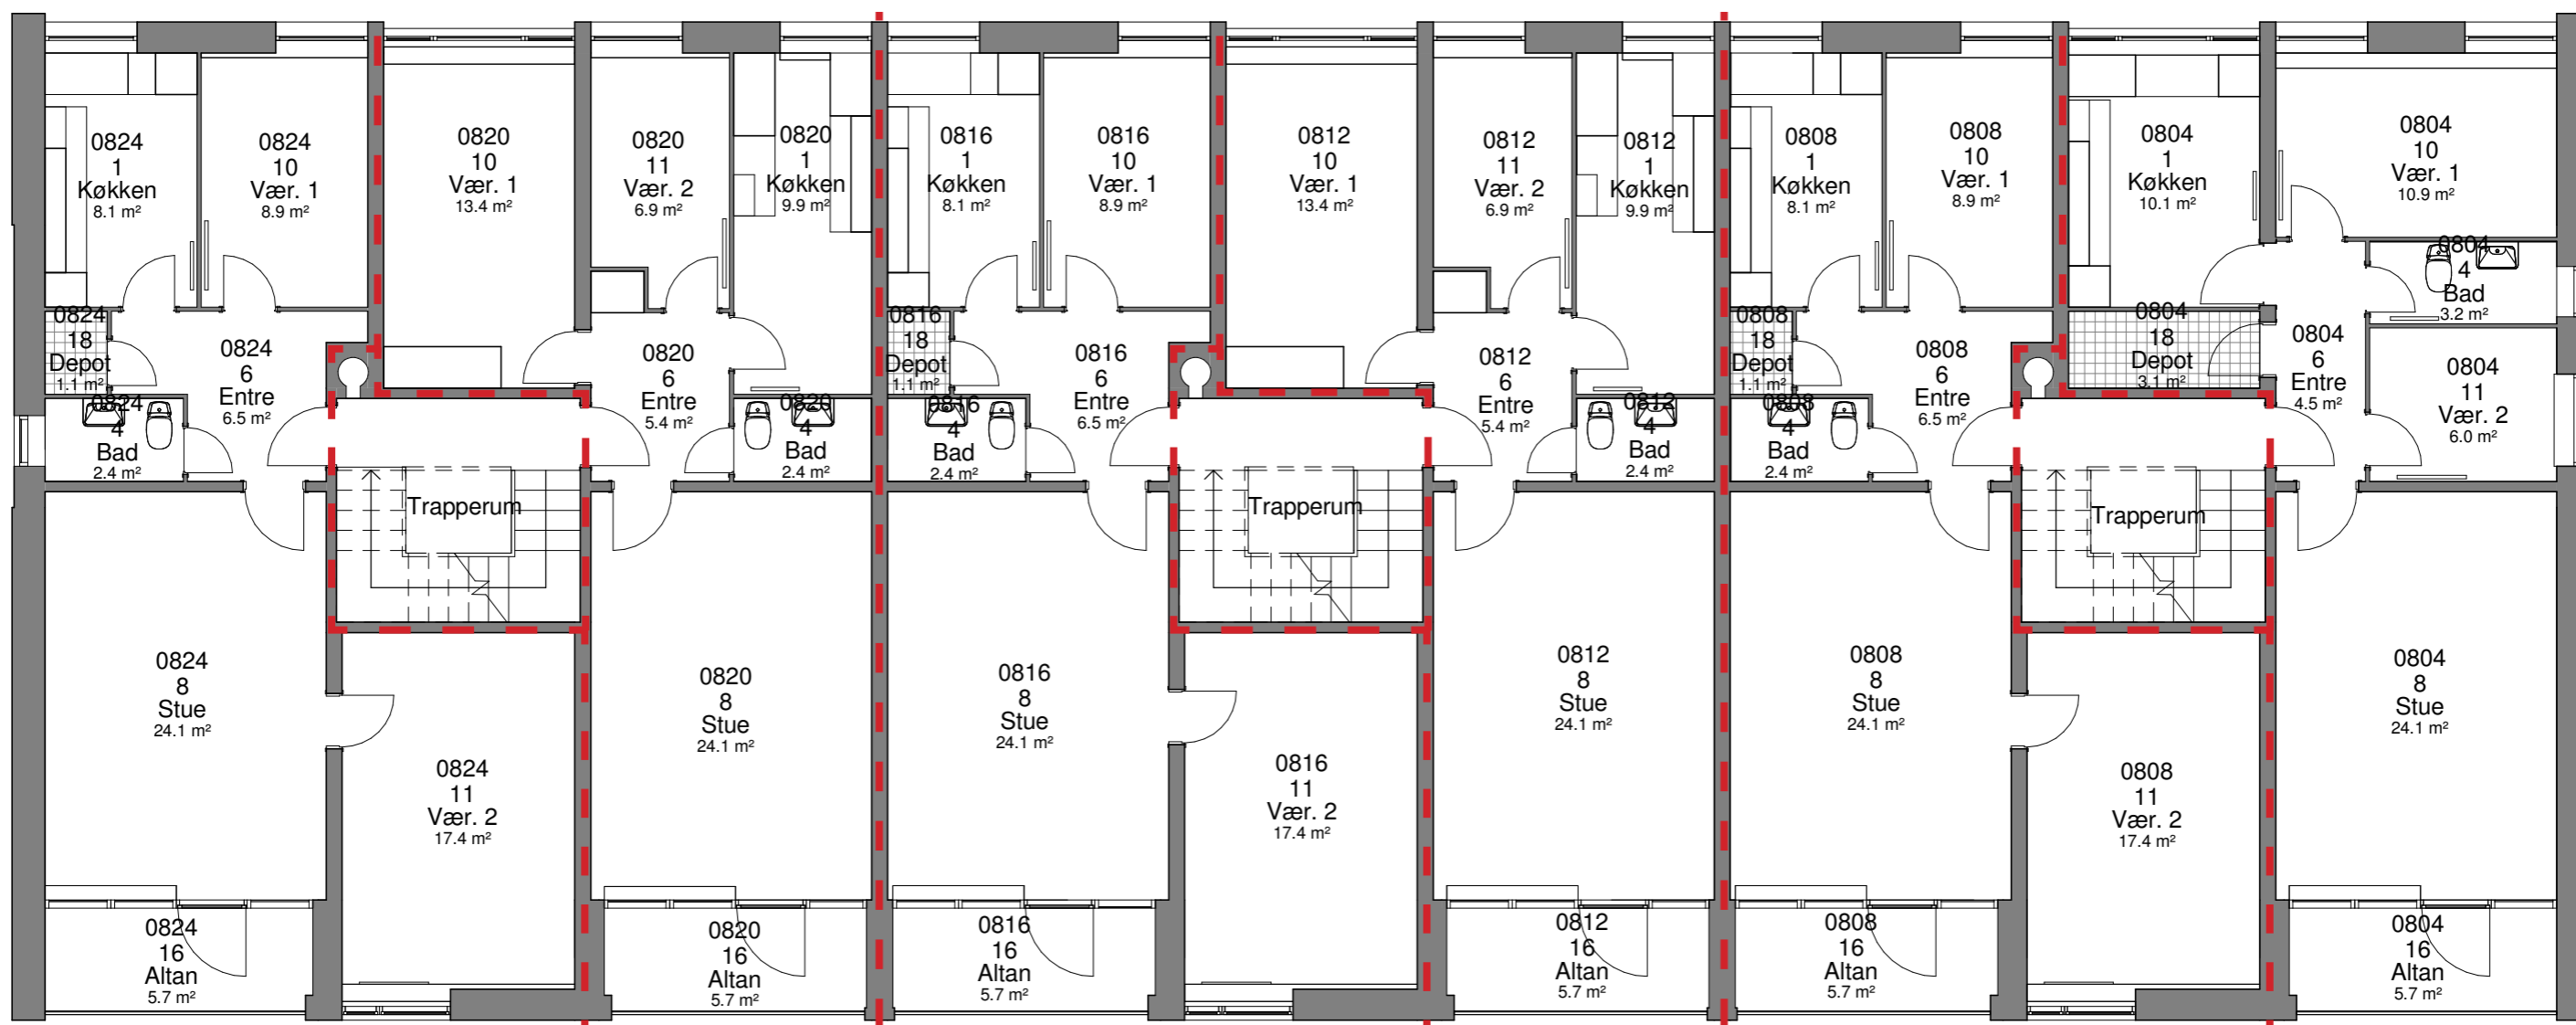 0824
1
Køkken
8.1 m²
0824
10
Vær. 1
8.9 m²
0820
10
Vær. 1
13.4 m²
0820
11
Vær. 2
6.9 m²
0820
1
Køkken
9.9 m²
0816
1
Køkken
8.1 m²
0816
10
Vær. 1
8.9 m²
0812
10
Vær. 1
13.4 m²
0812
11
Vær. 2
6.9 m²
0812
1
Køkken
9.9 m²
0808
1
Køkken
8.1 m²
0808
10
Vær. 1
8.9 m²
0804
1
Køkken
10.1 m²
0804
10
Vær. 1
10.9 m²
0804
4
Bad
3.2 m²
0824
18
Depot
1.1 m²
0824
6
Entre
6.5 m²
0820
6
Entre
5.4 m²
0816
18
Depot
1.1 m²
0816
6
Entre
6.5 m²
0812
6
Entre
5.4 m²
0808
18
Depot
1.1 m²
0808
6
Entre
6.5 m²
0804
18
Depot
3.1 m²
0804
6
Entre
4.5 m²
0804
11
Vær. 2
6.0 m²
0824
4
Bad
2.4 m²
0820
4
Bad
2.4 m²
0816
4
Bad
2.4 m²
0812
4
Bad
2.4 m²
0808
4
Bad
2.4 m²
Trapperum
Trapperum
Trapperum
0824
8
Stue
24.1 m²
0820
8
Stue
24.1 m²
0816
8
Stue
24.1 m²
0812
8
Stue
24.1 m²
0808
8
Stue
24.1 m²
0804
8
Stue
24.1 m²
0824
11
Vær. 2
17.4 m²
0816
11
Vær. 2
17.4 m²
0808
11
Vær. 2
17.4 m²
0824
16
Altan
5.7 m²
0820
16
Altan
5.7 m²
0816
16
Altan
5.7 m²
0812
16
Altan
5.7 m²
0808
16
Altan
5.7 m²
0804
16
Altan
5.7 m²